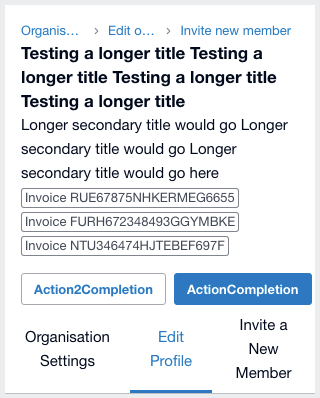 Organis... > Edit o... > Invite new member
Testing a longer title Testing a
longer title Testing a longer title
Testing a longer title
Longer secondary title would go Longer
secondary title would go Longer
secondary title would go here
Invoice RUE67875NHKERMEG6655
Invoice FURH672348493GGYMBKE
Invoice NTU346474HJTEBEF697F
Action2Completion ActionCompletion
Organisation
Settings
Edit
Profile
Invite a
New
Member